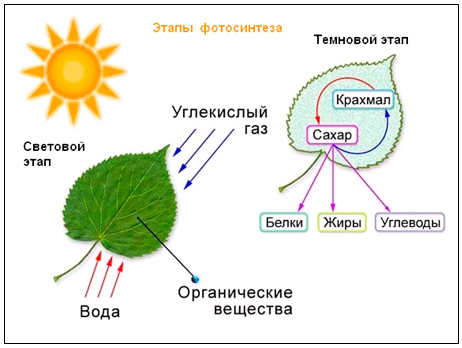 Этапы фотосинтеза
Темновой этап
Углекислый
газ
Световой
этап
Крахмал
Сахар
Белки
Жиры
Углеводы
Органические
вещества
Вода